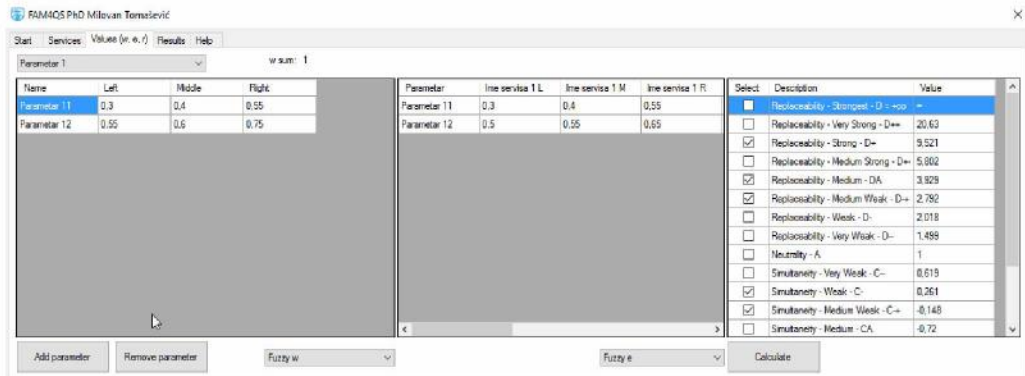 FAM4QS PhD Milovan Tomašević
Start Services Values (w, e, r) Results Help
Parametar 1 w sum: 1
Name Left Middle Right
Parametar 11 0,3 0,4 0,55
Parametar 12 0,55 0,6 0,75
Parametar Ime servisa 1 L Ime servisa 1 M Ime servisa 1 R
Parametar 11 0,3 0,4 0,55
Parametar 12 0,5 0,55 0,65
Select Description Value
Replaceability - Strongest - D = +oo
Replaceability - Very Strong - D++ 20,63
Replaceability - Strong - D+ 9,521
Replaceability - Medium Strong - D+- 5,802
Replaceability - Medium - DA 3,929
Replaceability - Medium Weak - D-+ 2,792
Replaceability - Weak - D- 2,018
Replaceability - Very Weak - D-- 1,499
Neutrality - A 1
Simultaneity - Very Weak - C-- 0,619
Simultaneity - Weak - C- 0,261
Simultaneity - Medium Weak - C-+ -0,148
Simultaneity - Medium - CA -0,72
Add parameter Remove parameter Fuzzy w Fuzzy e Calculate